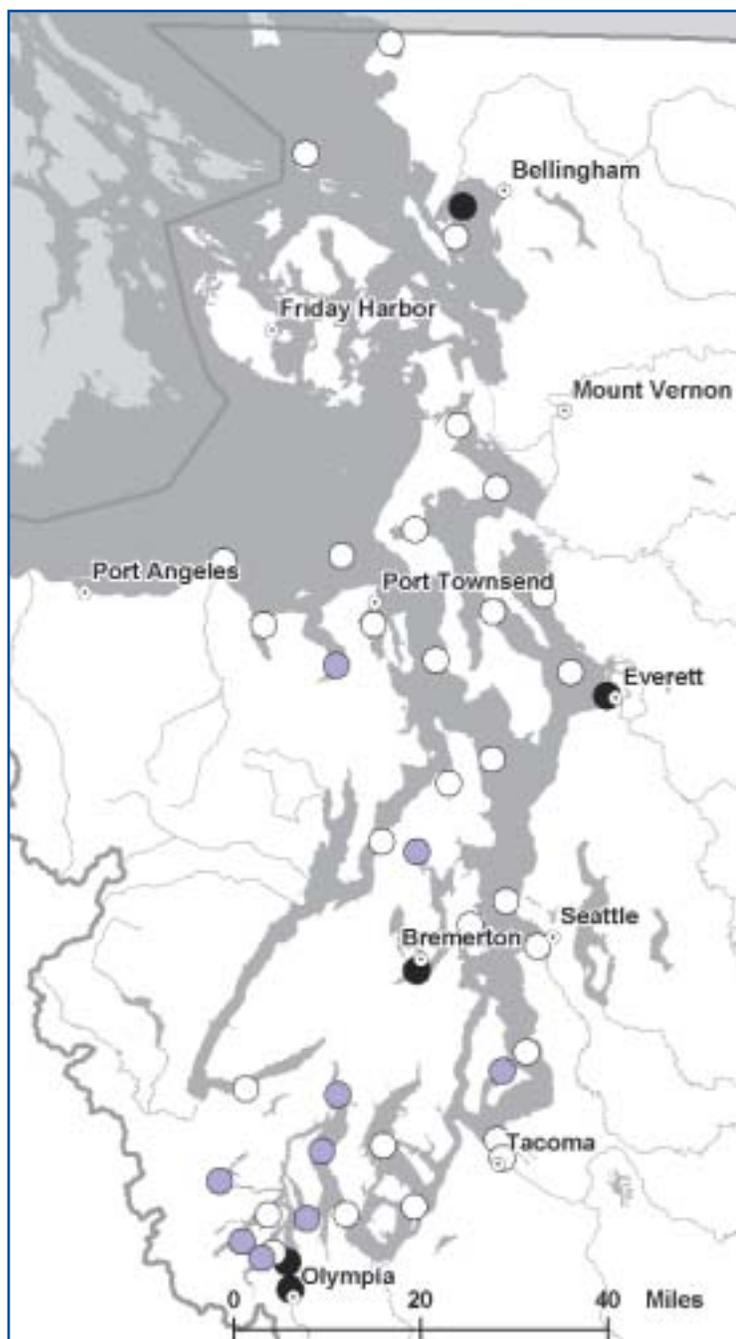 Bellingham
Friday Harbor
Mount Vernon
Port Angeles
Port Townsend
Everett
Seattle
Bremerton
Tacoma
Olympia
0 20 40 Miles